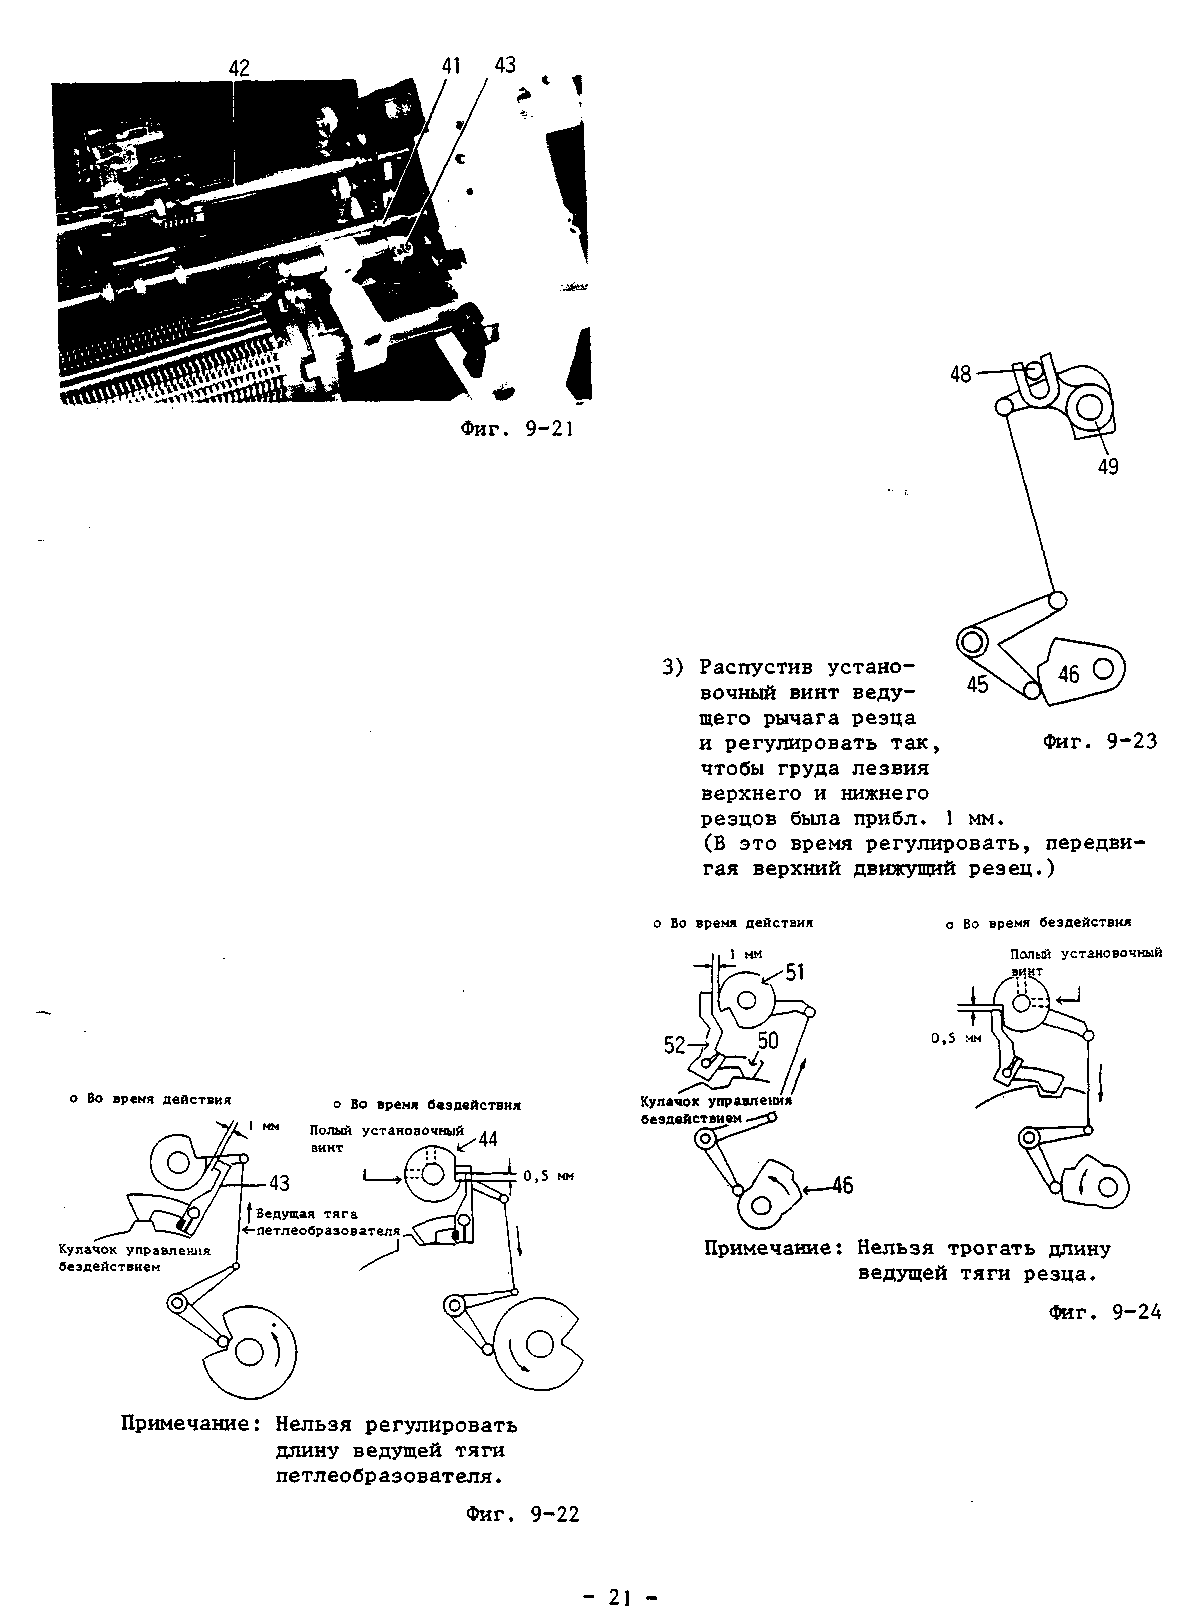 42 41 43
Фиг. 9-21
о Во время действия
1 мм
43
Ведущая тяга
петлеобразователя
Кулачок управления
бездействием
о Во время бездействия
Полый установочный
винт
44
0,5 мм
Примечание: Нельзя регулировать
длину ведущей тяги
петлеобразователя.
Фиг. 9-22
48
49
45
46
Фиг. 9-23
3) Распустив устано-
вочный винт веду-
щего рычага резца
и регулировать так,
чтобы груда лезвия
верхнего и нижнего
резцов была прибл. 1 мм.
(В это время регулировать, передви-
гая верхний движущий резец.)
о Во время действия
1 мм
51
52
50
Кулачок управления
бездействием
46
о Во время бездействия
Полый установочный
винт
0,5 мм
Примечание: Нельзя трогать длину
ведущей тяги резца.
Фиг. 9-24
- 21 -